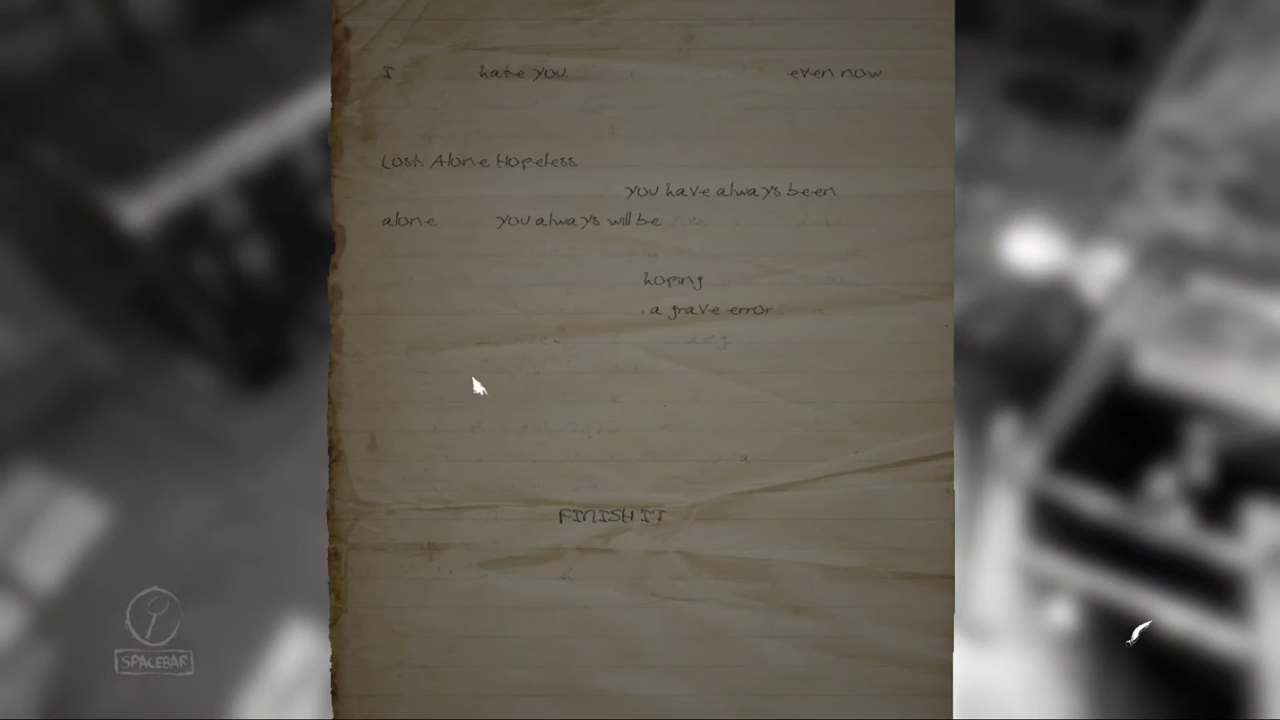 I hate you even now
Lost. Alone Hopeless
you have always been
alone you always will be
hoping
a grave error
FINISH IT
SPACEBAR